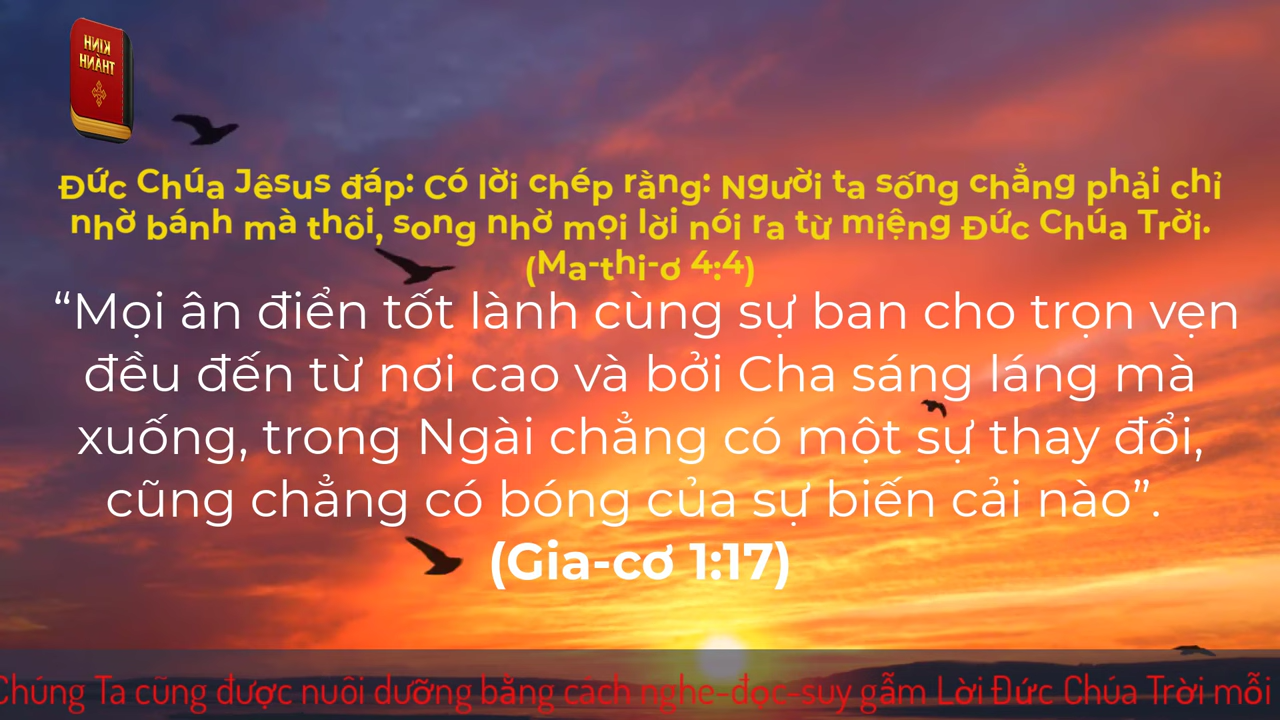 KINH
THÁNH
Đức Chúa Jêsus đáp: Có lời chép rằng: Người ta sống chẳng phải chỉ
nhờ bánh mà thôi, song nhờ mọi lời nói ra từ miệng Đức Chúa Trời.
(Ma-thi-ơ 4:4)
“Mọi ân điển tốt lành cùng sự ban cho trọn vẹn
đều đến từ nơi cao và bởi Cha sáng láng mà
xuống, trong Ngài chẳng có một sự thay đổi,
cũng chẳng có bóng của sự biến cải nào”.
(Gia-cơ 1:17)
Chúng Ta cũng được nuôi dưỡng bằng cách nghe-đọc-suy gẫm Lời Đức Chúa Trời mỗi